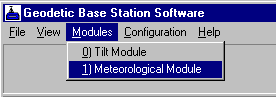 Geodetic Base Station Software
File View Modules Configuration Help
0) Tilt Module
1) Meteorological Module